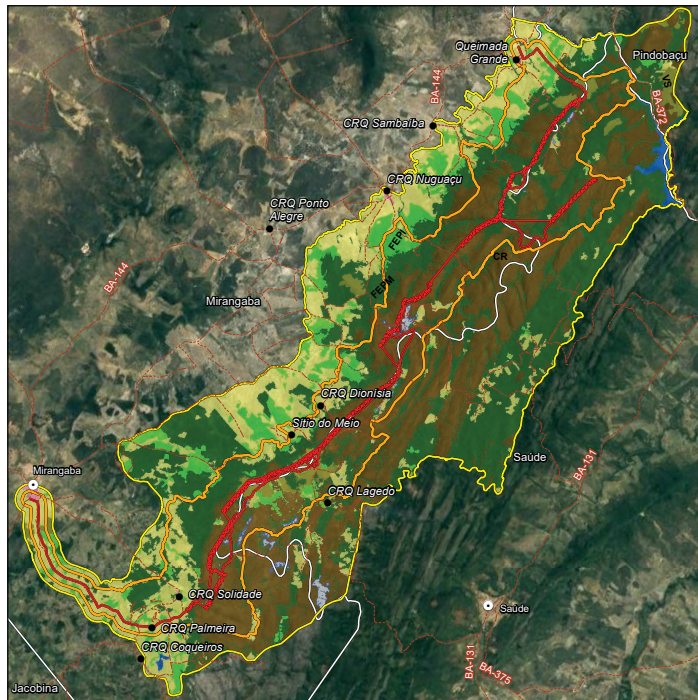 Queimada
Grande
Pindobaçu
VS
BA-144
BA-372
CRQ Sambaíba
CRQ Nuguaçu
CRQ Ponto
Alegre
FEPI
CR
BA-144
FEPM
Mirangaba
CRQ Dionísia
Sítio do Meio
Saúde
BA-131
Mirangaba
CRQ Lagedo
CRQ Solidade
Saúde
CRQ Palmeira
CRQ Coqueiros
BA-131
BA-375
Jacobina